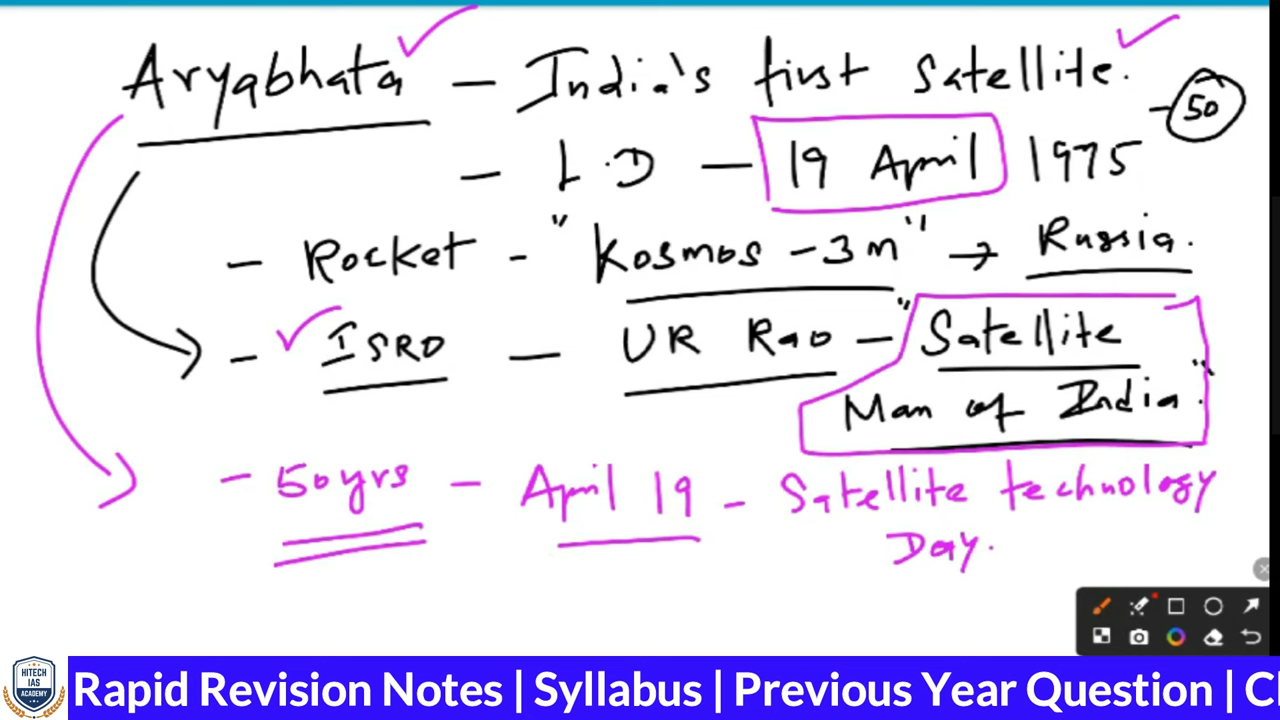 Aryabhata - India's first Satellite.
- 50
- L.D - 19 April 1975
- Rocket - "Kosmos - 3M" → Russia.
- ISRO - UR Rao - "Satellite
Man of India."
- 50yrs - April 19 - Satellite technology
Day.
HITECH
IAS
ACADEMY
Rapid Revision Notes | Syllabus | Previous Year Question | C